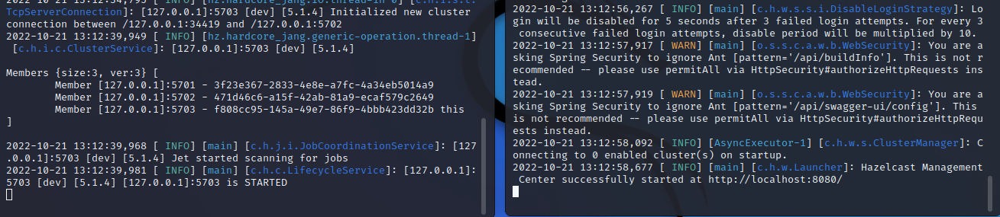 2022-10-21 13:12:34,795 [ INFO] [hz.hardcore_jang.IO.thread-in-0] [c.h.i.s.t.
TcpServerConnection]: [127.0.0.1]:5703 [dev] [5.1.4] Initialized new cluster
connection between /127.0.0.1:34419 and /127.0.0.1:5702
2022-10-21 13:12:39,949 [ INFO] [hz.hardcore_jang.generic-operation.thread-1]
[c.h.i.c.ClusterService]: [127.0.0.1]:5703 [dev] [5.1.4]
Members {size:3, ver:3} [
Member [127.0.0.1]:5701 - 3f23e367-2833-4e8e-a7fc-4a34eb5014a9
Member [127.0.0.1]:5702 - 471d46c6-a15f-42ab-81a9-ecaf579c2649
Member [127.0.0.1]:5703 - f808cc95-145a-49e7-86f9-4bbb423dd32b this
]
2022-10-21 13:12:39,968 [ INFO] [main] [c.h.j.i.JobCoordinationService]: [127
.0.0.1]:5703 [dev] [5.1.4] Jet started scanning for jobs
2022-10-21 13:12:39,981 [ INFO] [main] [c.h.c.LifecycleService]: [127.0.0.1]:
5703 [dev] [5.1.4] [127.0.0.1]:5703 is STARTED
2022-10-21 13:12:56,267 [ INFO] [main] [c.h.w.s.s.i.DisableLoginStrategy]: Lo
gin will be disabled for 5 seconds after 3 failed login attempts. For every 3
consecutive failed login attempts, disable period will be multiplied by 10.
2022-10-21 13:12:57,917 [ WARN] [main] [o.s.s.c.a.w.b.WebSecurity]: You are a
sking Spring Security to ignore Ant [pattern='/api/buildInfo']. This is not r
ecommended -- please use permitAll via HttpSecurity#authorizeHttpRequests ins
tead.
2022-10-21 13:12:57,919 [ WARN] [main] [o.s.s.c.a.w.b.WebSecurity]: You are a
sking Spring Security to ignore Ant [pattern='/api/swagger-ui/config']. This
is not recommended -- please use permitAll via HttpSecurity#authorizeHttpRequ
ests instead.
2022-10-21 13:12:58,092 [ INFO] [AsyncExecutor-1] [c.h.w.s.ClusterManager]: C
onnecting to 0 enabled cluster(s) on startup.
2022-10-21 13:12:58,677 [ INFO] [main] [c.h.w.Launcher]: Hazelcast Management
Center successfully started at http://localhost:8080/